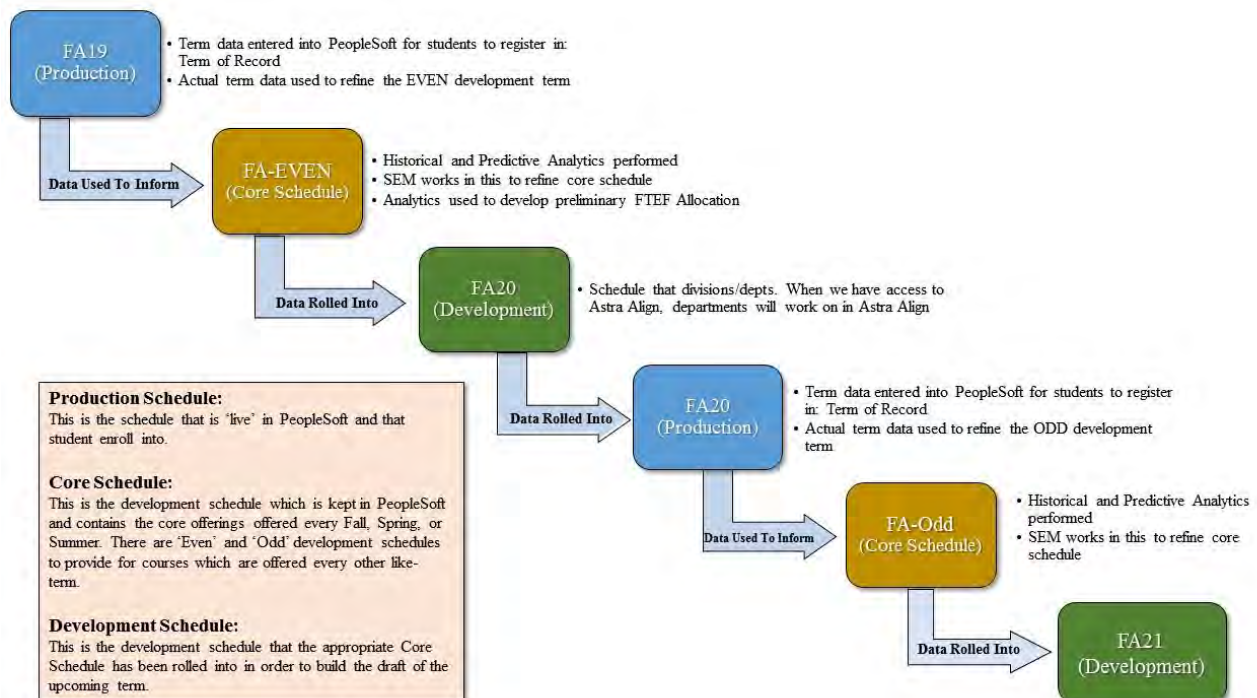 FA19
(Production)
• Term data entered into PeopleSoft for students to register in:
Term of Record
• Actual term data used to refine the EVEN development term
Data Used To Inform
FA-EVEN
(Core Schedule)
• Historical and Predictive Analytics performed
• SEM works in this to refine core schedule
• Analytics used to develop preliminary FTEF Allocation
Data Rolled Into
FA20
(Development)
• Schedule that divisions/depts. When we have access to
Astra Align, departments will work on in Astra Align
Data Rolled Into
FA20
(Production)
• Term data entered into PeopleSoft for students to register
in: Term of Record
• Actual term data used to refine the ODD development
term
Data Used To Inform
FA-Odd
(Core Schedule)
• Historical and Predictive Analytics
performed
• SEM works in this to refine core
schedule
Data Rolled Into
FA21
(Development)
Production Schedule:
This is the schedule that is ‘live’ in PeopleSoft and that
student enroll into.
Core Schedule:
This is the development schedule which is kept in PeopleSoft
and contains the core offerings offered every Fall, Spring, or
Summer. There are ‘Even’ and ‘Odd’ development schedules
to provide for courses which are offered every other like-
term.
Development Schedule:
This is the development schedule that the appropriate Core
Schedule has been rolled into in order to build the draft of the
upcoming term.